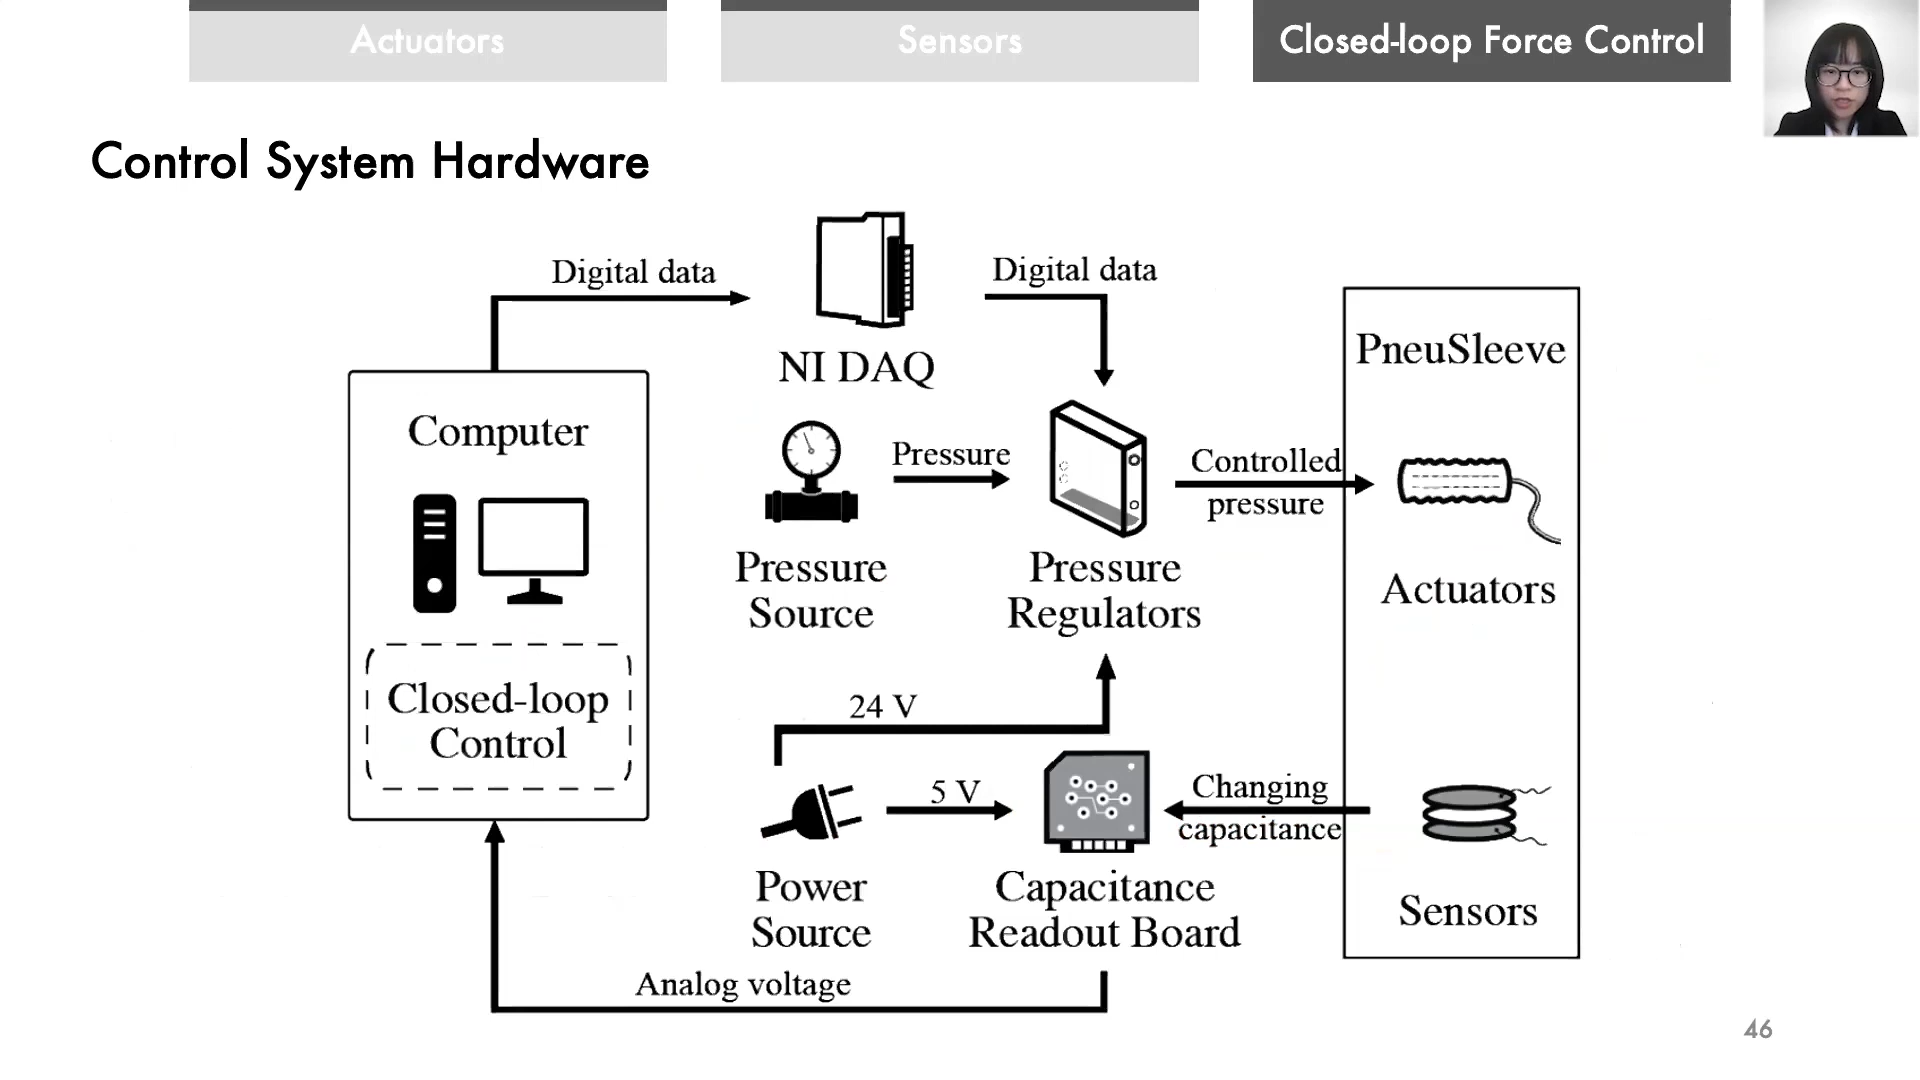 Actuators
Sensors
Closed-loop Force Control
Control System Hardware
Digital data
Digital data
NI DAQ
PneuSleeve
Computer
Pressure
Controlled
pressure
Pressure
Source
Pressure
Regulators
Actuators
Closed-loop
Control
24 V
5 V
Changing
capacitance
Power
Source
Capacitance
Readout Board
Sensors
Analog voltage
46